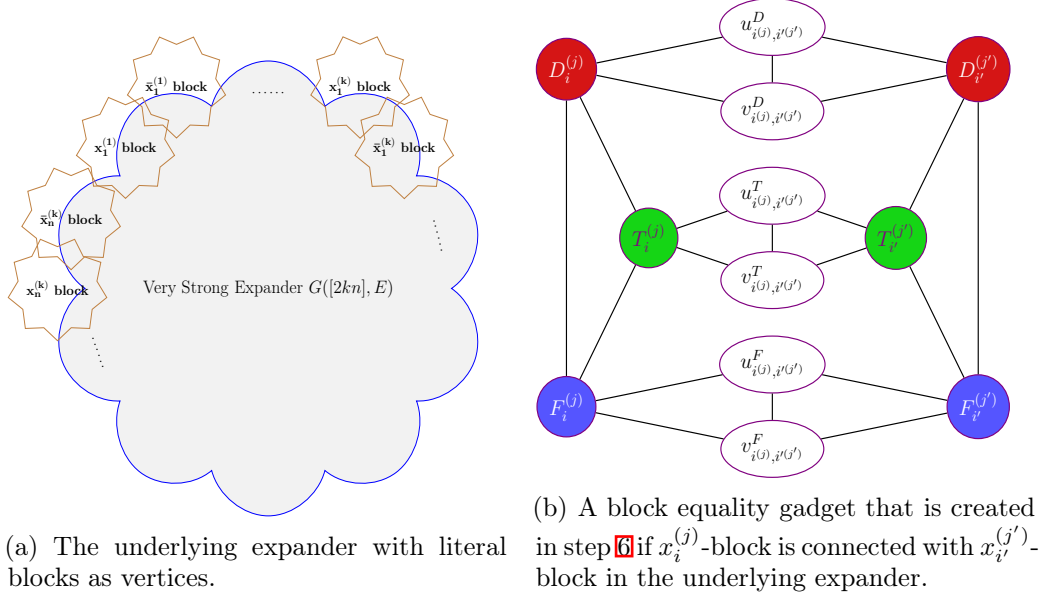 x̄₁⁽¹⁾ block
......
x₁⁽ᵏ⁾ block
x₁⁽¹⁾ block
x̄₁⁽ᵏ⁾ block
x̄ₙ⁽ᵏ⁾ block
......
xₙ⁽ᵏ⁾ block
Very Strong Expander G([2kn], E)
......
(a) The underlying expander with literal
blocks as vertices.
u^D_{i^{(j)},i'^{(j')}}
D_i^{(j)}
D_{i'}^{(j')}
v^D_{i^{(j)},i'^{(j')}}
u^T_{i^{(j)},i'^{(j')}}
T_i^{(j)}
T_{i'}^{(j')}
v^T_{i^{(j)},i'^{(j')}}
u^F_{i^{(j)},i'^{(j')}}
F_i^{(j)}
F_{i'}^{(j')}
v^F_{i^{(j)},i'^{(j')}}
(b) A block equality gadget that is created
in step 6 if x_i^{(j)}-block is connected with x_{i'}^{(j')}-
block in the underlying expander.